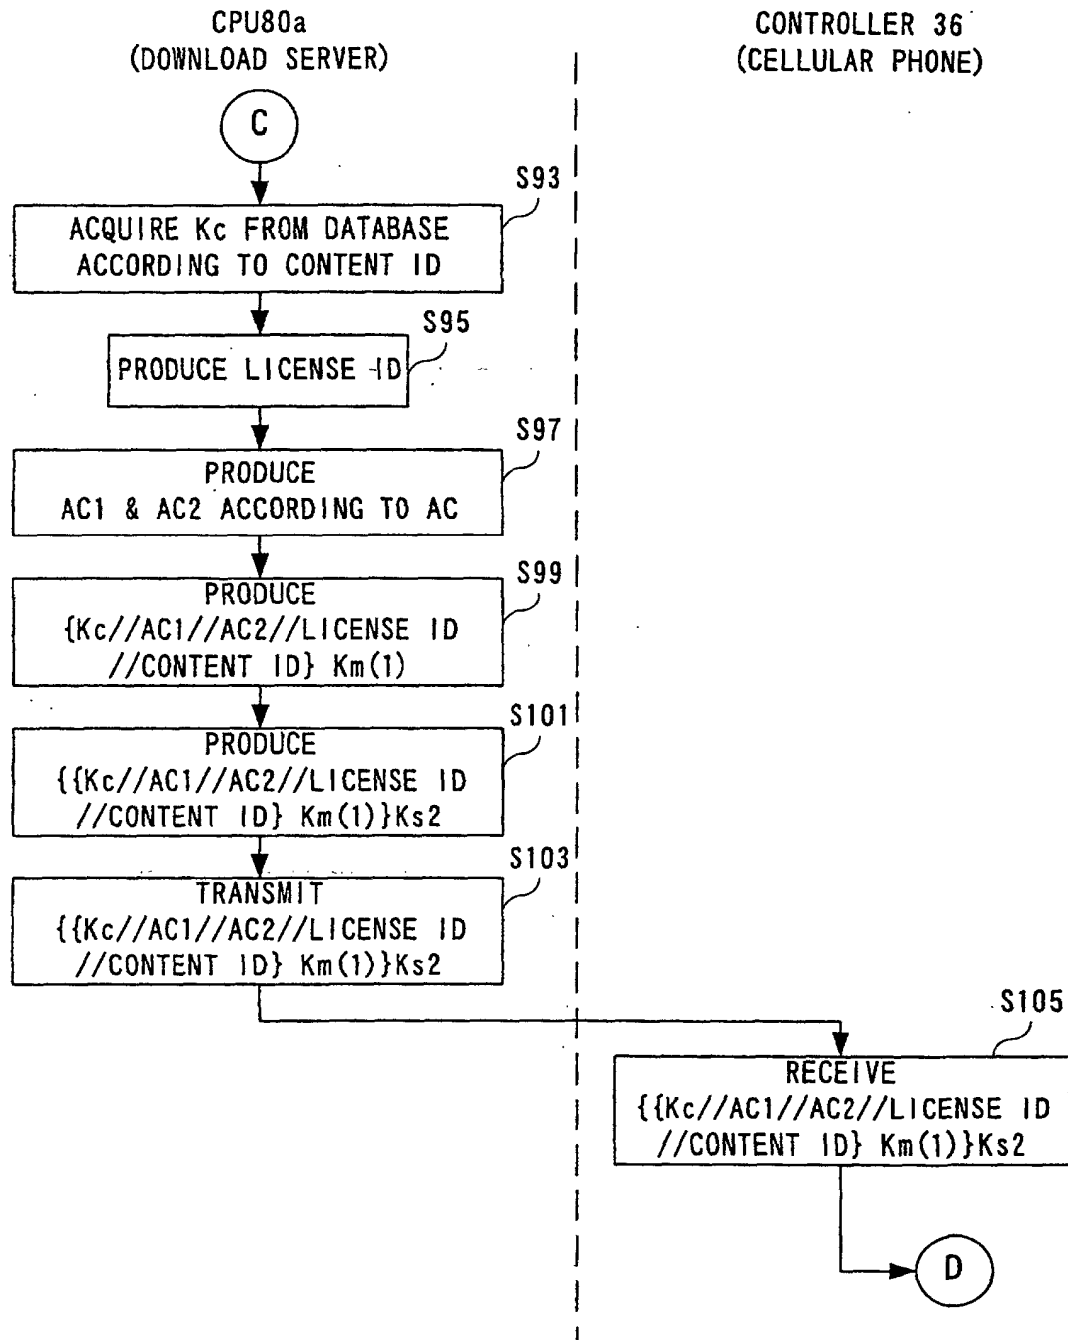 CPU80a
(DOWNLOAD SERVER)
CONTROLLER 36
(CELLULAR PHONE)
C
S93
ACQUIRE Kc FROM DATABASE
ACCORDING TO CONTENT ID
S95
PRODUCE LICENSE ID
S97
PRODUCE
AC1 & AC2 ACCORDING TO AC
S99
PRODUCE
{Kc//AC1//AC2//LICENSE ID
//CONTENT ID} Km(1)
S101
PRODUCE
{{Kc//AC1//AC2//LICENSE ID
//CONTENT ID} Km(1)}Ks2
S103
TRANSMIT
{{Kc//AC1//AC2//LICENSE ID
//CONTENT ID} Km(1)}Ks2
S105
RECEIVE
{{Kc//AC1//AC2//LICENSE ID
//CONTENT ID} Km(1)}Ks2
D